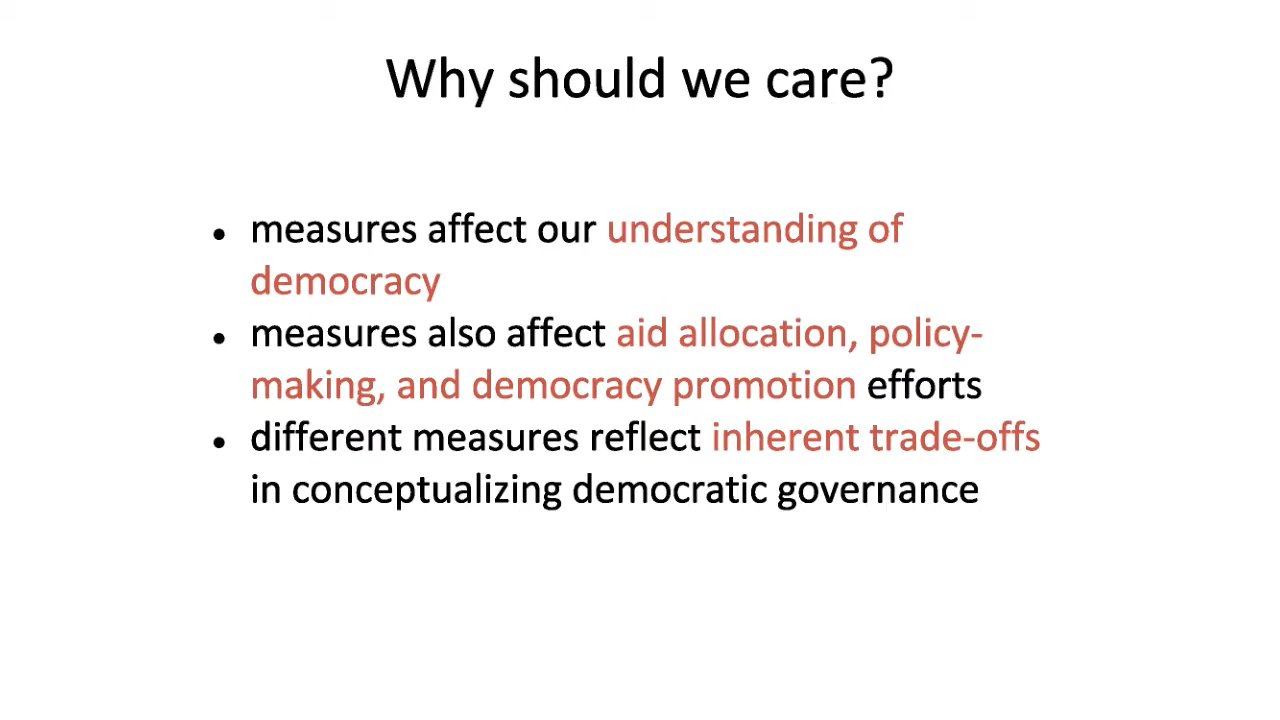 Why should we care?
• measures affect our understanding of
democracy
• measures also affect aid allocation, policy-
making, and democracy promotion efforts
• different measures reflect inherent trade-offs
in conceptualizing democratic governance